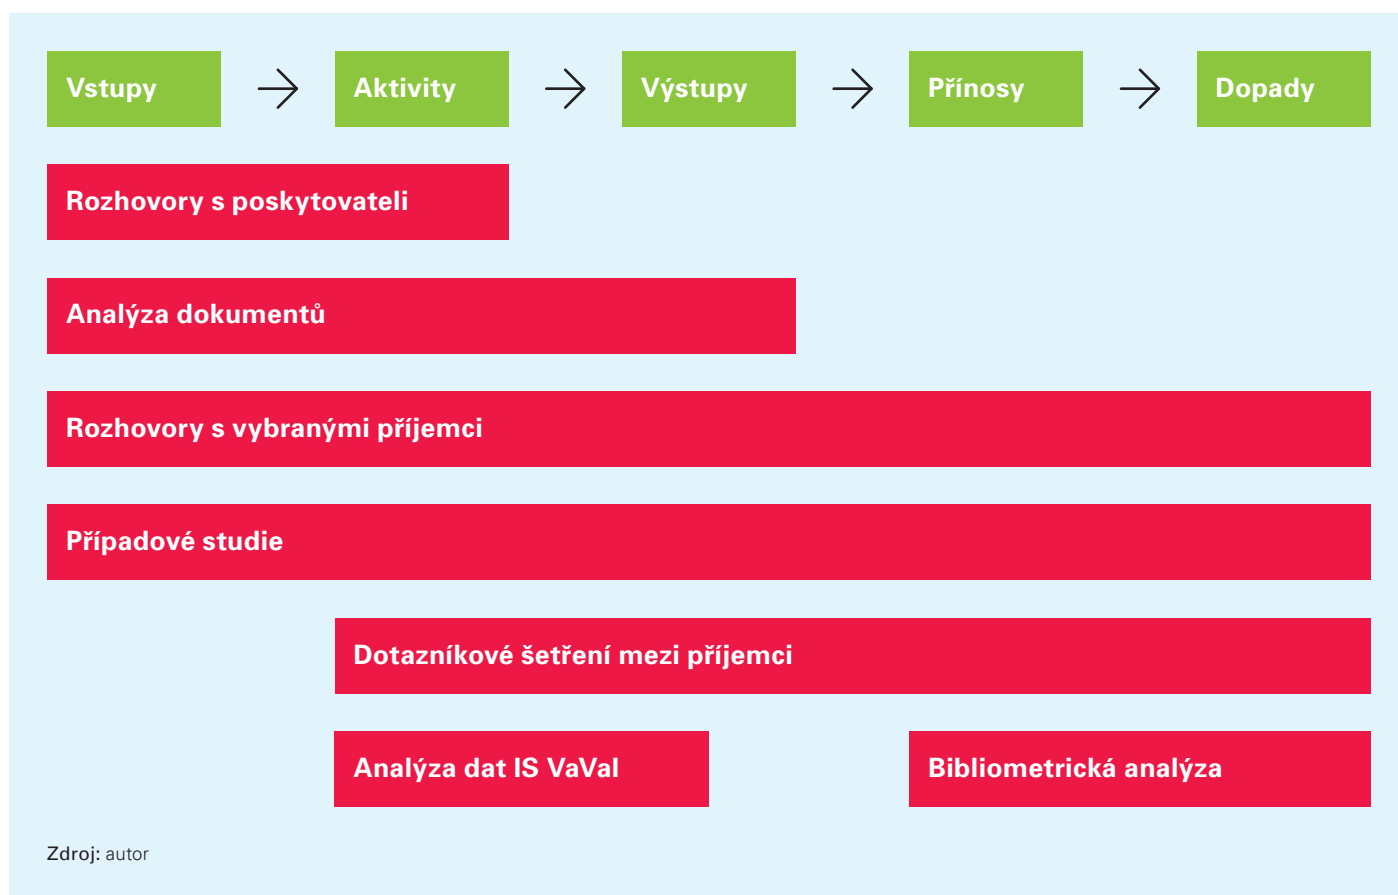 Vstupy
Aktivity
Výstupy
Přínosy
Dopady
Rozhovory s poskytovateli
Analýza dokumentů
Rozhovory s vybranými příjemci
Případové studie
Dotazníkové šetření mezi příjemci
Analýza dat IS VaVaI
Bibliometrická analýza
Zdroj: autor